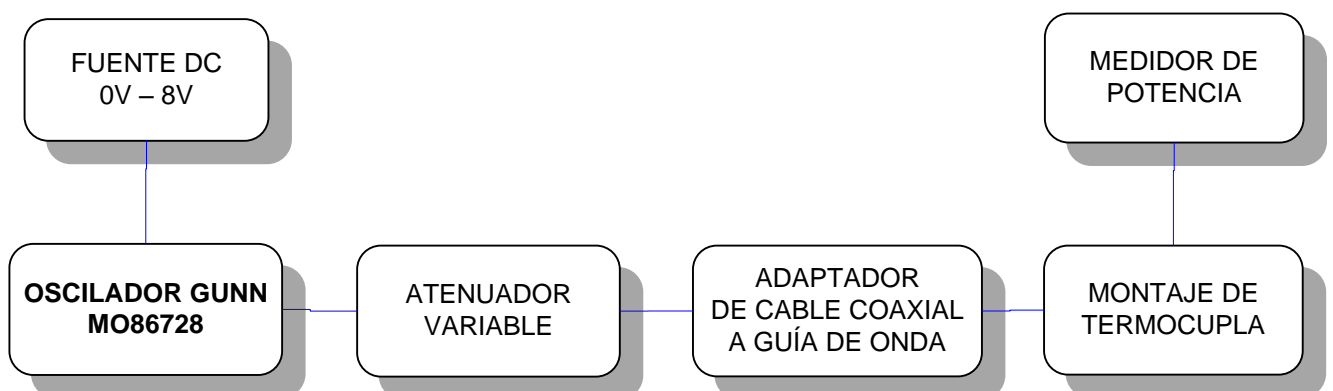 FUENTE DC
0V – 8V
MEDIDOR DE
POTENCIA
OSCILADOR GUNN
MO86728
ATENUADOR
VARIABLE
ADAPTADOR
DE CABLE COAXIAL
A GUÍA DE ONDA
MONTAJE DE
TERMOCUPLA